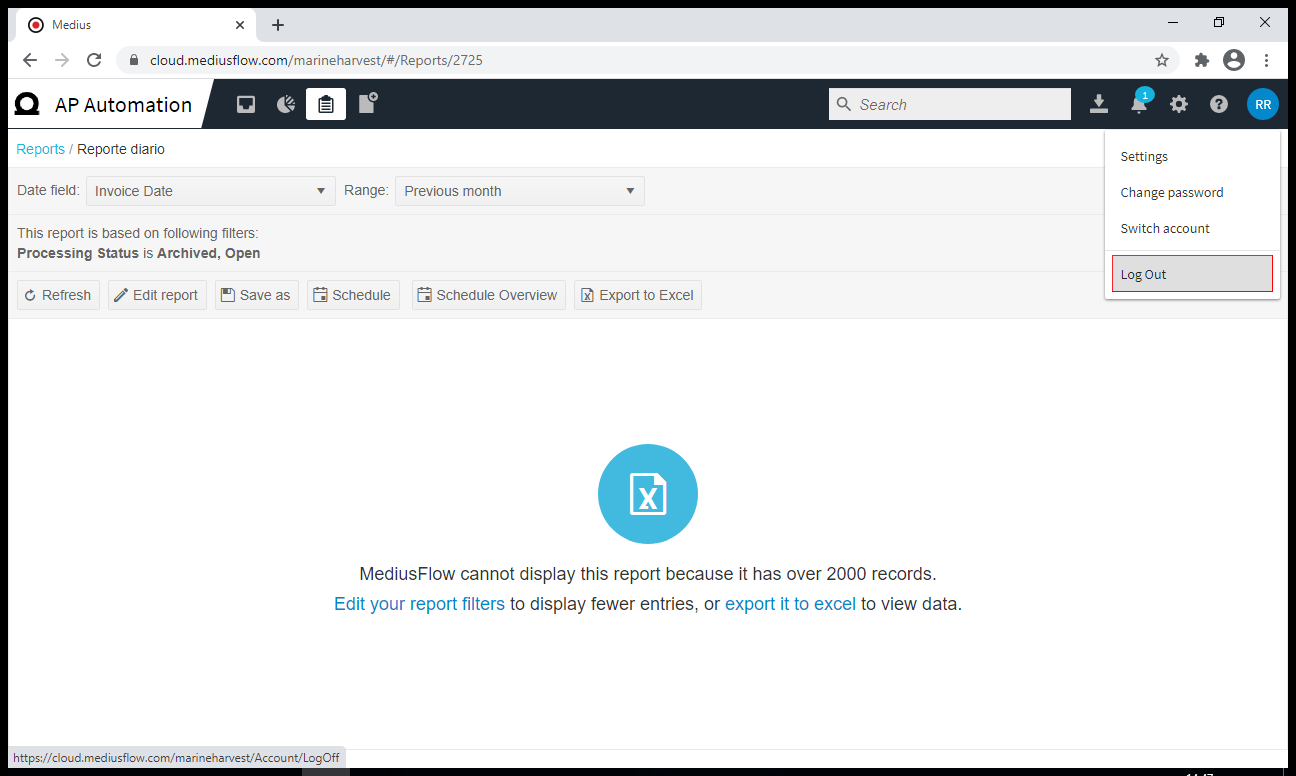 Medius
cloud.mediusflow.com/marineharvest/#/Reports/2725
AP Automation
Search
1
?
RR
Reports / Reporte diario
Settings
Change password
Switch account
Log Out
Date field: Invoice Date Range: Previous month
This report is based on following filters:
Processing Status is Archived, Open
Refresh Edit report Save as Schedule Schedule Overview Export to Excel
X
MediusFlow cannot display this report because it has over 2000 records.
Edit your report filters to display fewer entries, or export it to excel to view data.
https://cloud.mediusflow.com/marineharvest/Account/LogOff